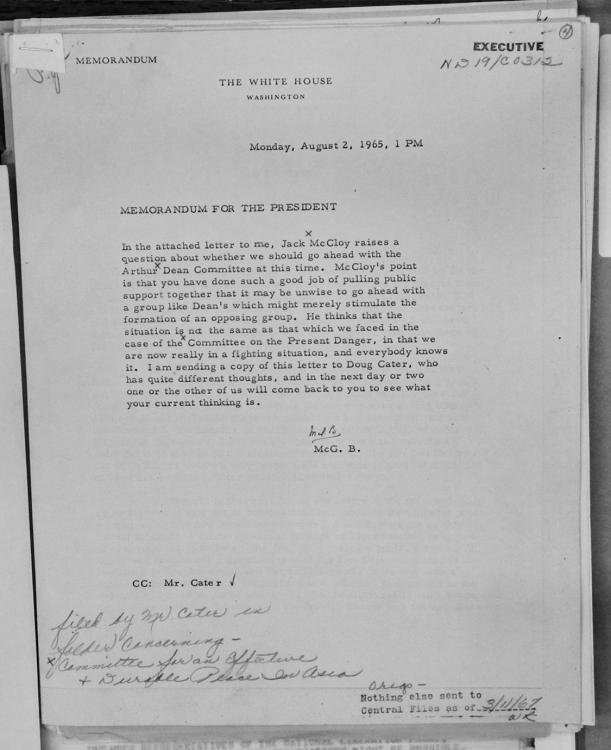 EXECUTIVE
ND 19/CO312
MEMORANDUM
THE WHITE HOUSE
WASHINGTON
Monday, August 2, 1965, 1 PM
MEMORANDUM FOR THE PRESIDENT
In the attached letter to me, Jack McCloy raises a
question about whether we should go ahead with the
Arthur Dean Committee at this time. McCloy's point
is that you have done such a good job of pulling public
support together that it may be unwise to go ahead with
a group like Dean's which might merely stimulate the
formation of an opposing group. He thinks that the
situation is not the same as that which we faced in the
case of the Committee on the Present Danger, in that we
are now really in a fighting situation, and everybody knows
it. I am sending a copy of this letter to Doug Cater, who
has quite different thoughts, and in the next day or two
one or the other of us will come back to you to see what
your current thinking is.
McG. B.
CC: Mr. Cater ✓
filed by Mr Cater in
folder concerning -
x Committee for an Effective
+ Durable Peace In Asia
Orig -
Nothing else sent to
Central Files as of 3/11/67